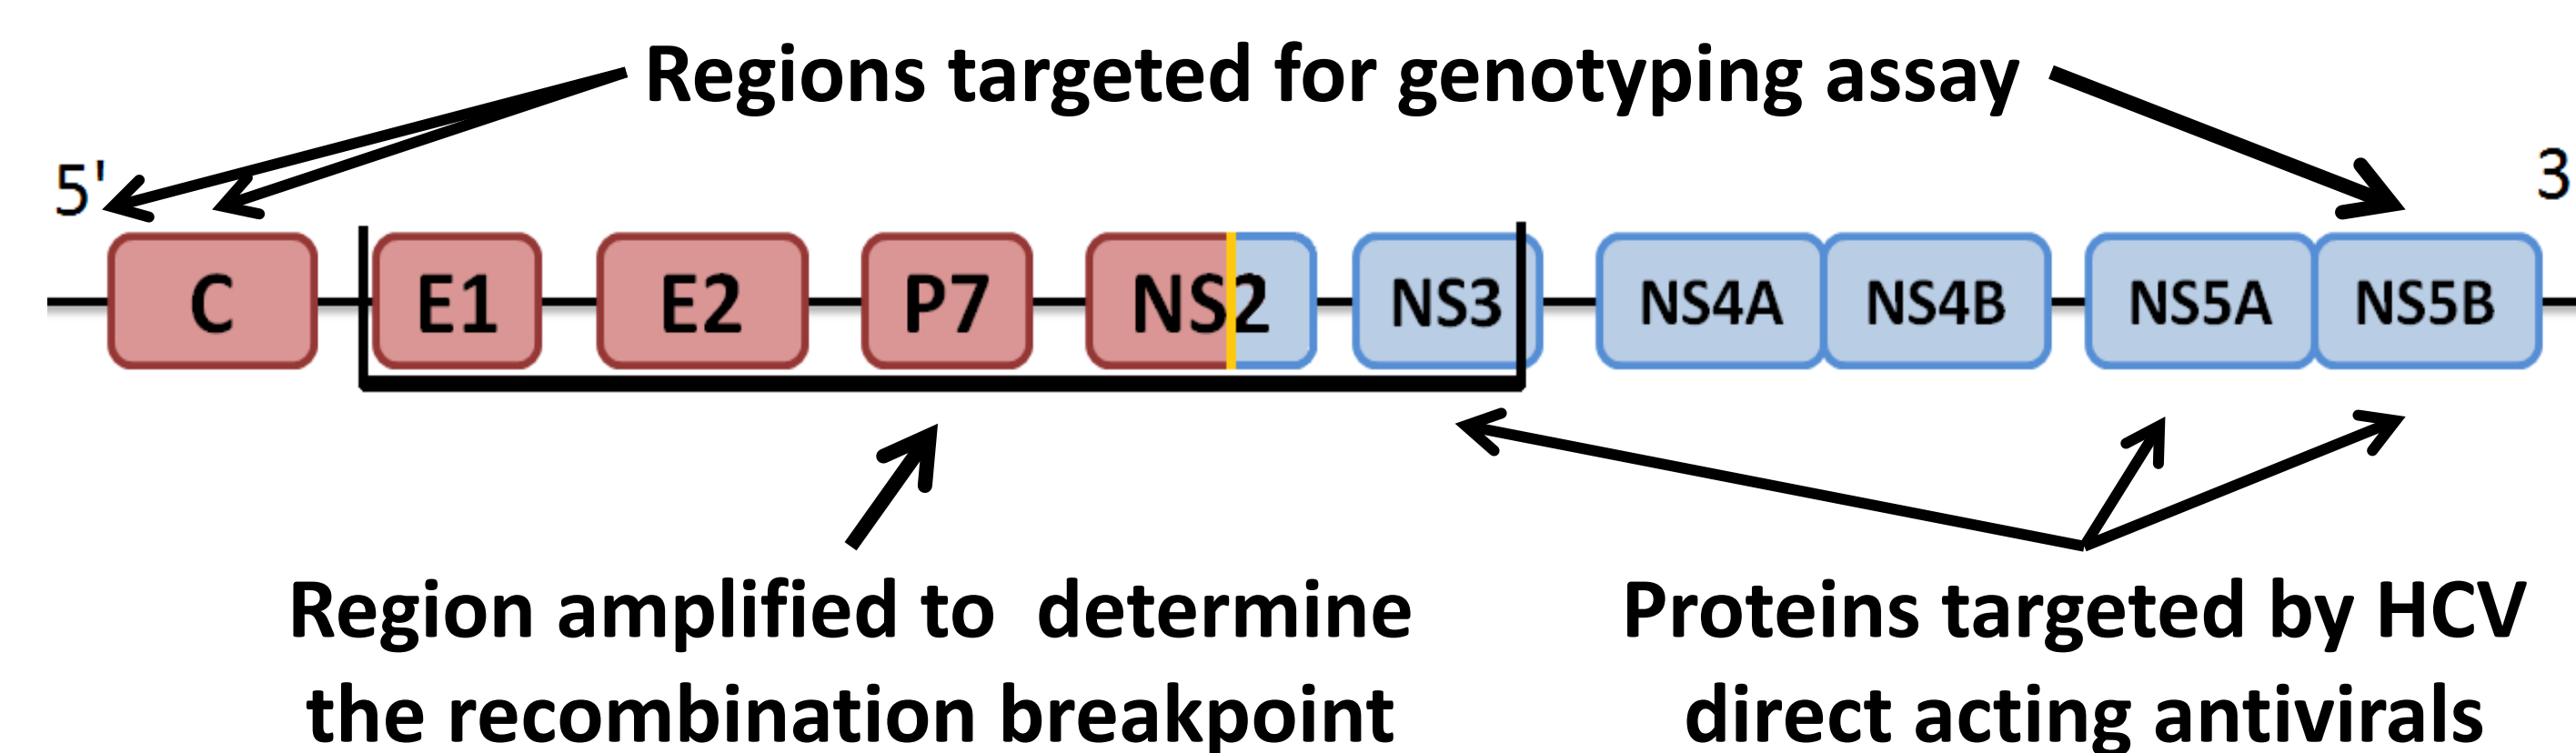 Regions targeted for genotyping assay
5'
3
C
E1
E2
P7
NS2
NS3
NS4A
NS4B
NS5A
NS5B
Region amplified to determine
the recombination breakpoint
Proteins targeted by HCV
direct acting antivirals